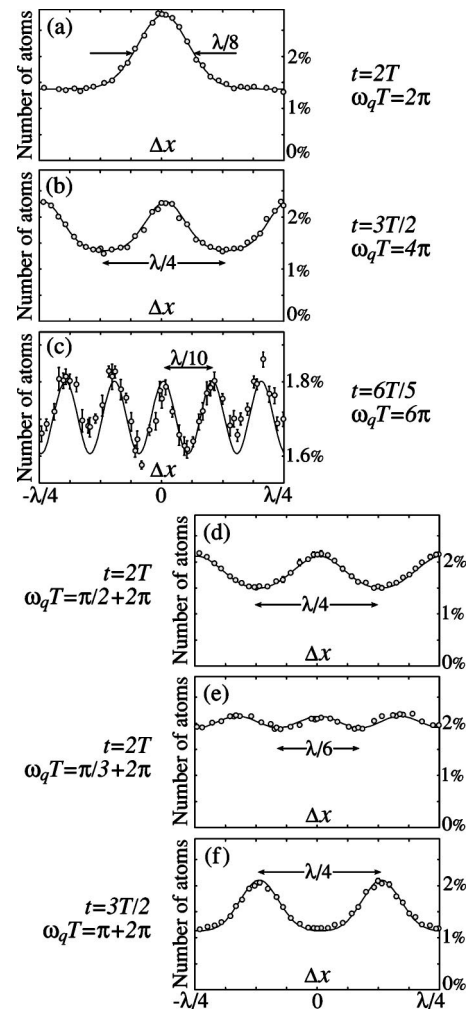 (a)
Number of atoms
λ/8
2%
1%
0%
Δx
t=2T
ω_qT=2π
(b)
Number of atoms
2%
1%
0%
λ/4
Δx
t=3T/2
ω_qT=4π
(c)
Number of atoms
λ/10
1.8%
1.6%
Δx
-λ/4 0 λ/4
t=6T/5
ω_qT=6π
t=2T
ω_qT=π/2+2π
(d)
Number of atoms
2%
1%
0%
λ/4
Δx
t=2T
ω_qT=π/3+2π
(e)
Number of atoms
2%
1%
0%
λ/6
Δx
t=3T/2
ω_qT=π+2π
(f)
Number of atoms
λ/4
2%
1%
0%
Δx
-λ/4 0 λ/4